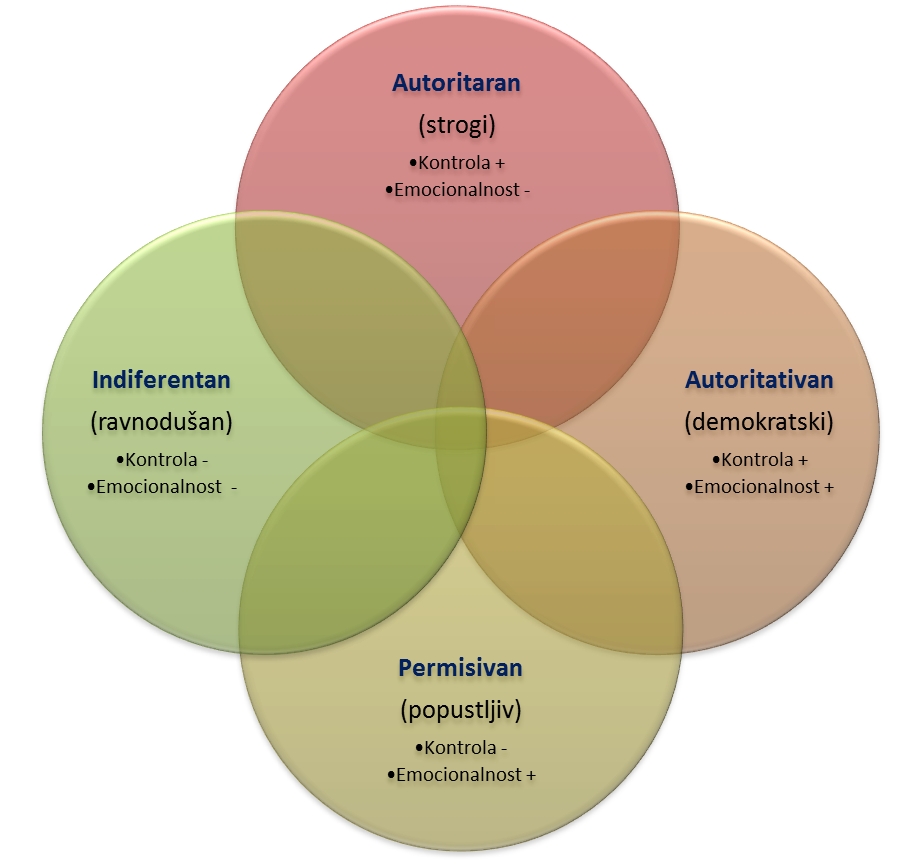 Autoritaran
(strogi)
•Kontrola +
•Emocionalnost -
Indiferentan
(ravnodušan)
•Kontrola -
•Emocionalnost  -
Autoritativan
(demokratski)
•Kontrola +
•Emocionalnost +
Permisivan
(popustljiv)
•Kontrola -
•Emocionalnost +